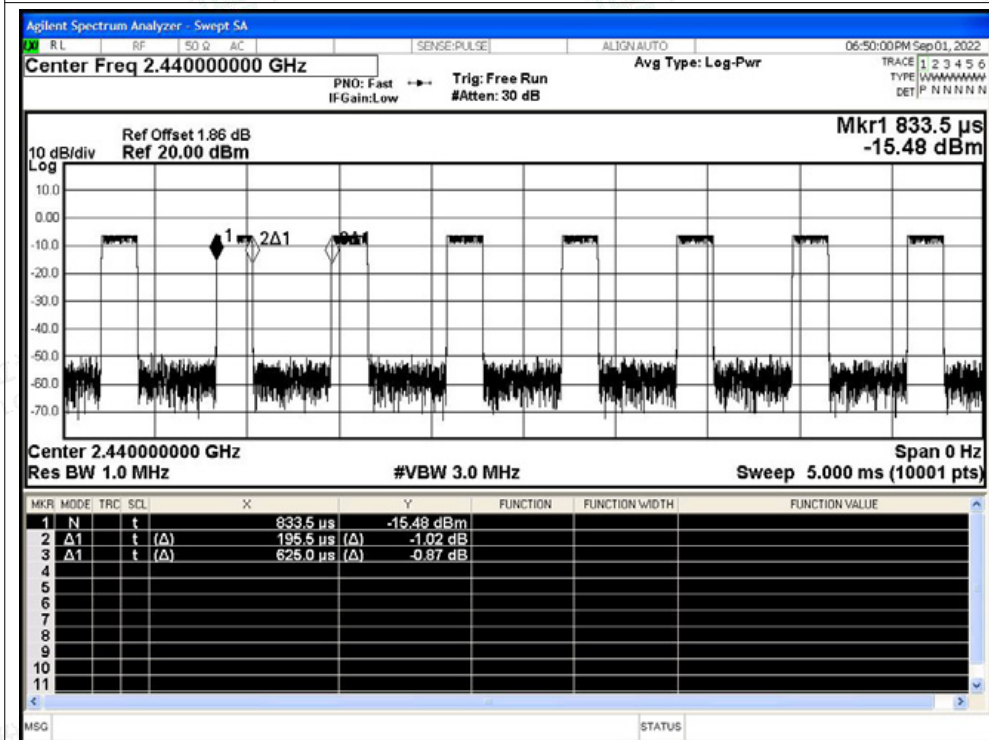 Agilent Spectrum Analyzer - Swept SA
RL RF 50 Ω AC SENSE:PULSE ALIGN AUTO 06:50:00 PM Sep 01, 2022
Center Freq 2.440000000 GHz
Avg Type: Log-Pwr
TRACE 1 2 3 4 5 6
PNO: Fast Trig: Free Run
TYPE WWWWWW
IFGain:Low #Atten: 30 dB
DET P N N N N N
Mkr1 833.5 µs
Ref Offset 1.86 dB
-15.48 dBm
10 dB/div Ref 20.00 dBm
Log
10.0
0.00
1 2Δ1 3Δ1
-10.0
-20.0
-30.0
-40.0
-50.0
-60.0
-70.0
Center 2.440000000 GHz Span 0 Hz
Res BW 1.0 MHz #VBW 3.0 MHz Sweep 5.000 ms (10001 pts)
MKR MODE TRC SCL X Y FUNCTION FUNCTION WIDTH FUNCTION VALUE
1 N t 833.5 µs -15.48 dBm
2 Δ1 t (Δ) 195.5 µs (Δ) -1.02 dB
3 Δ1 t (Δ) 625.0 µs (Δ) -0.87 dB
4
5
6
7
8
9
10
11
MSG STATUS